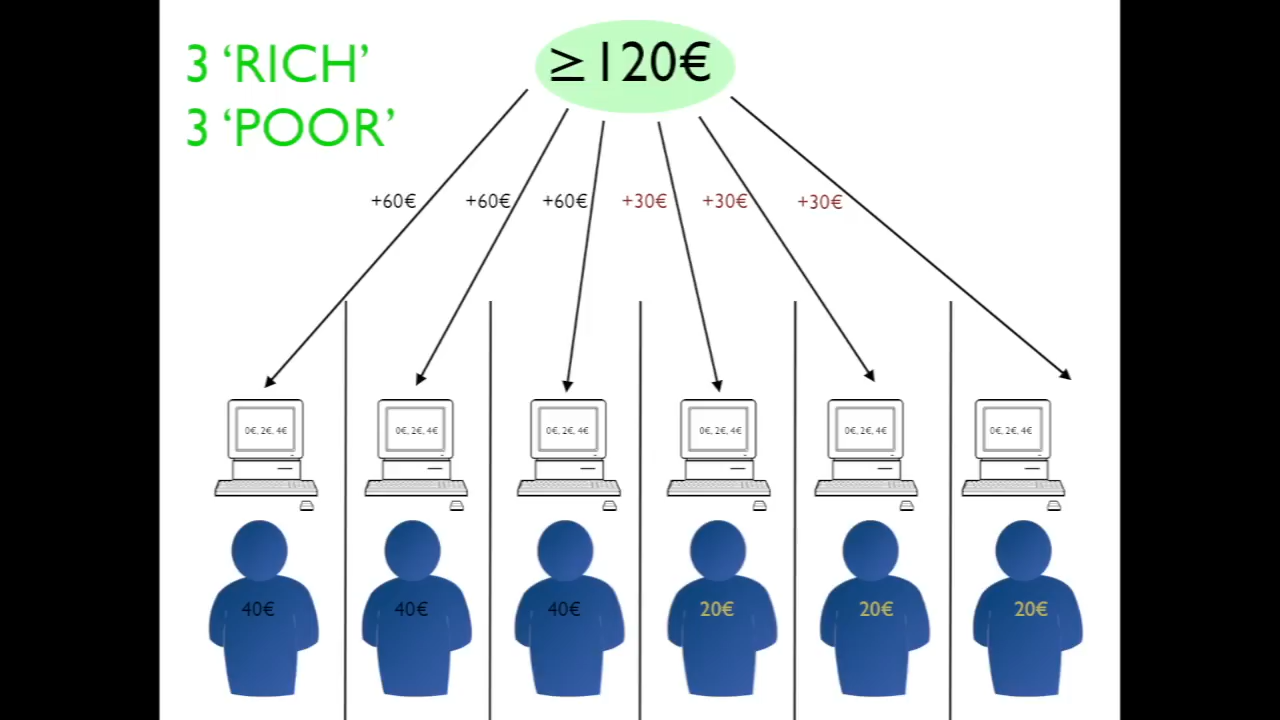 3 ‘RICH’
3 ‘POOR’
≥120€
+60€ +60€ +60€ +30€ +30€ +30€
0€, 2€, 4€ 0€, 2€, 4€ 0€, 2€, 4€ 0€, 2€, 4€ 0€, 2€, 4€ 0€, 2€, 4€
40€ 40€ 40€ 20€ 20€ 20€